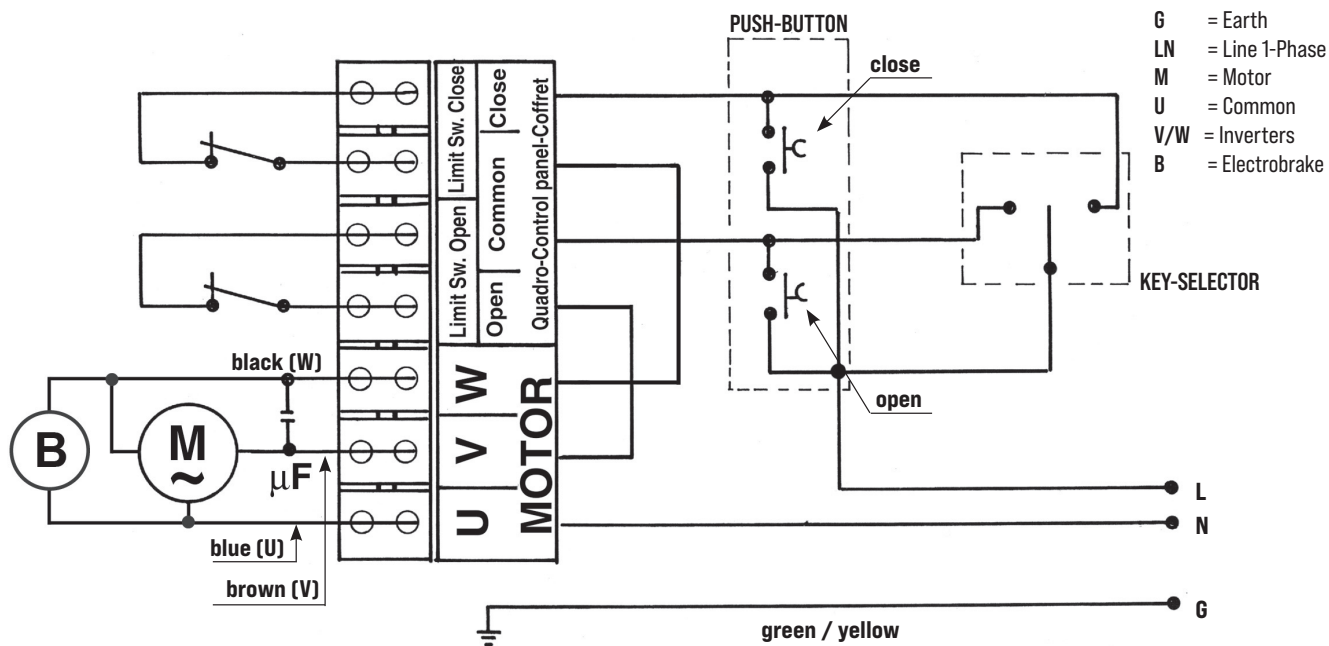 PUSH-BUTTON
close
G = Earth
LN = Line 1-Phase
M = Motor
U = Common
V/W = Inverters
B = Electrobrake
Limit Sw. Close
Limit Sw. Open
Close
Common
Open
Quadro-Control panel-Coffret
KEY-SELECTOR
open
black (W)
B
M
~
µF
W
V
U
MOTOR
blue (U)
brown (V)
L
N
G
green / yellow